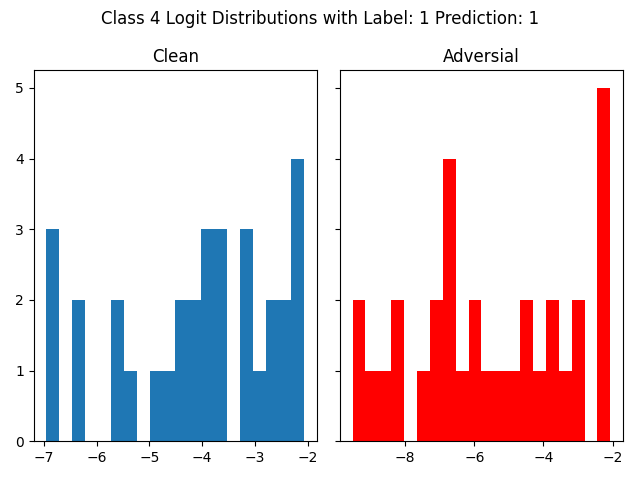 Class 4 Logit Distributions with Label: 1 Prediction: 1
Clean
Adversial
5
4
3
2
1
0
−7 −6 −5 −4 −3 −2
−8 −6 −4 −2